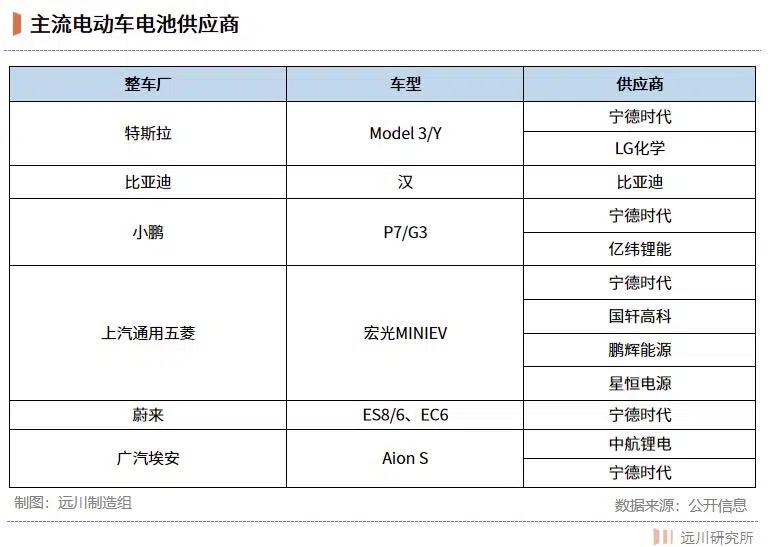 主流电动车电池供应商
整车厂 车型 供应商
特斯拉 Model 3/Y 宁德时代
LG化学
比亚迪 汉 比亚迪
小鹏 P7/G3 宁德时代
亿纬锂能
上汽通用五菱 宏光MINIEV 宁德时代
国轩高科
鹏辉能源
星恒电源
蔚来 ES8/6、EC6 宁德时代
广汽埃安 Aion S 中航锂电
宁德时代
制图：远川制造组 数据来源：公开信息
远川研究所